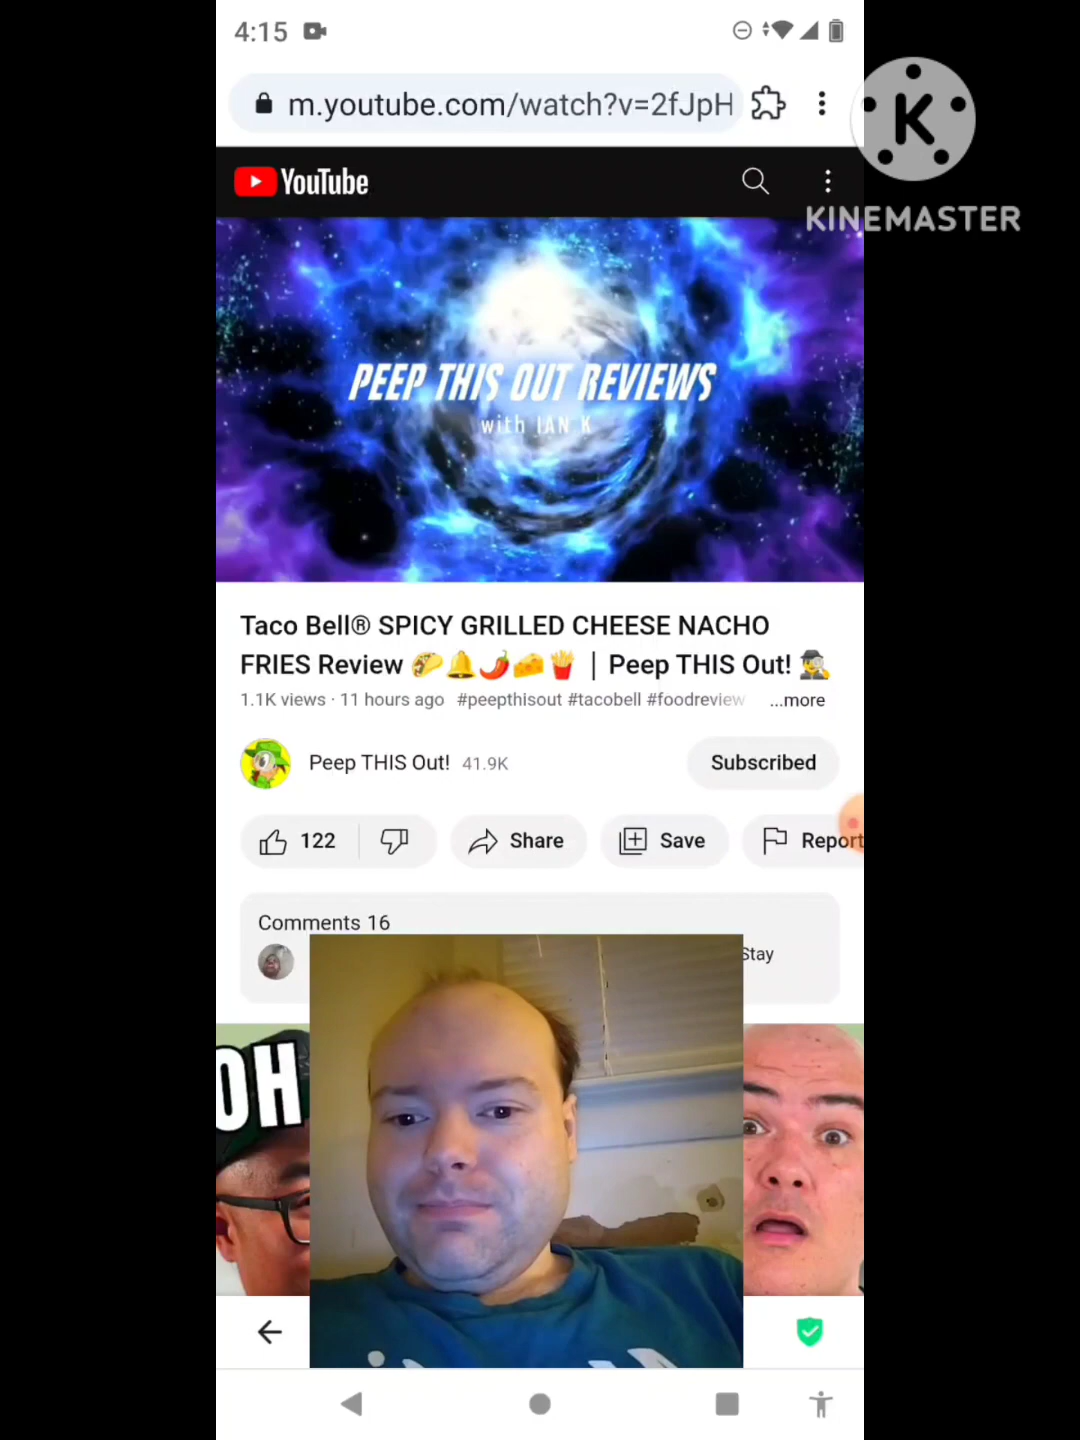 4:15
m.youtube.com/watch?v=2fJpH
K
KINEMASTER
YouTube
PEEP THIS OUT REVIEWS
with IAN K
Taco Bell® SPICY GRILLED CHEESE NACHO
FRIES Review 🌮🔔🌶️🧀🍟 | Peep THIS Out! 🕵️‍♂️
1.1K views · 11 hours ago #peepthisout #tacobell #foodreview ...more
Peep THIS Out! 41.9K Subscribed
122 Share Save Report
Comments 16
Stay
OH